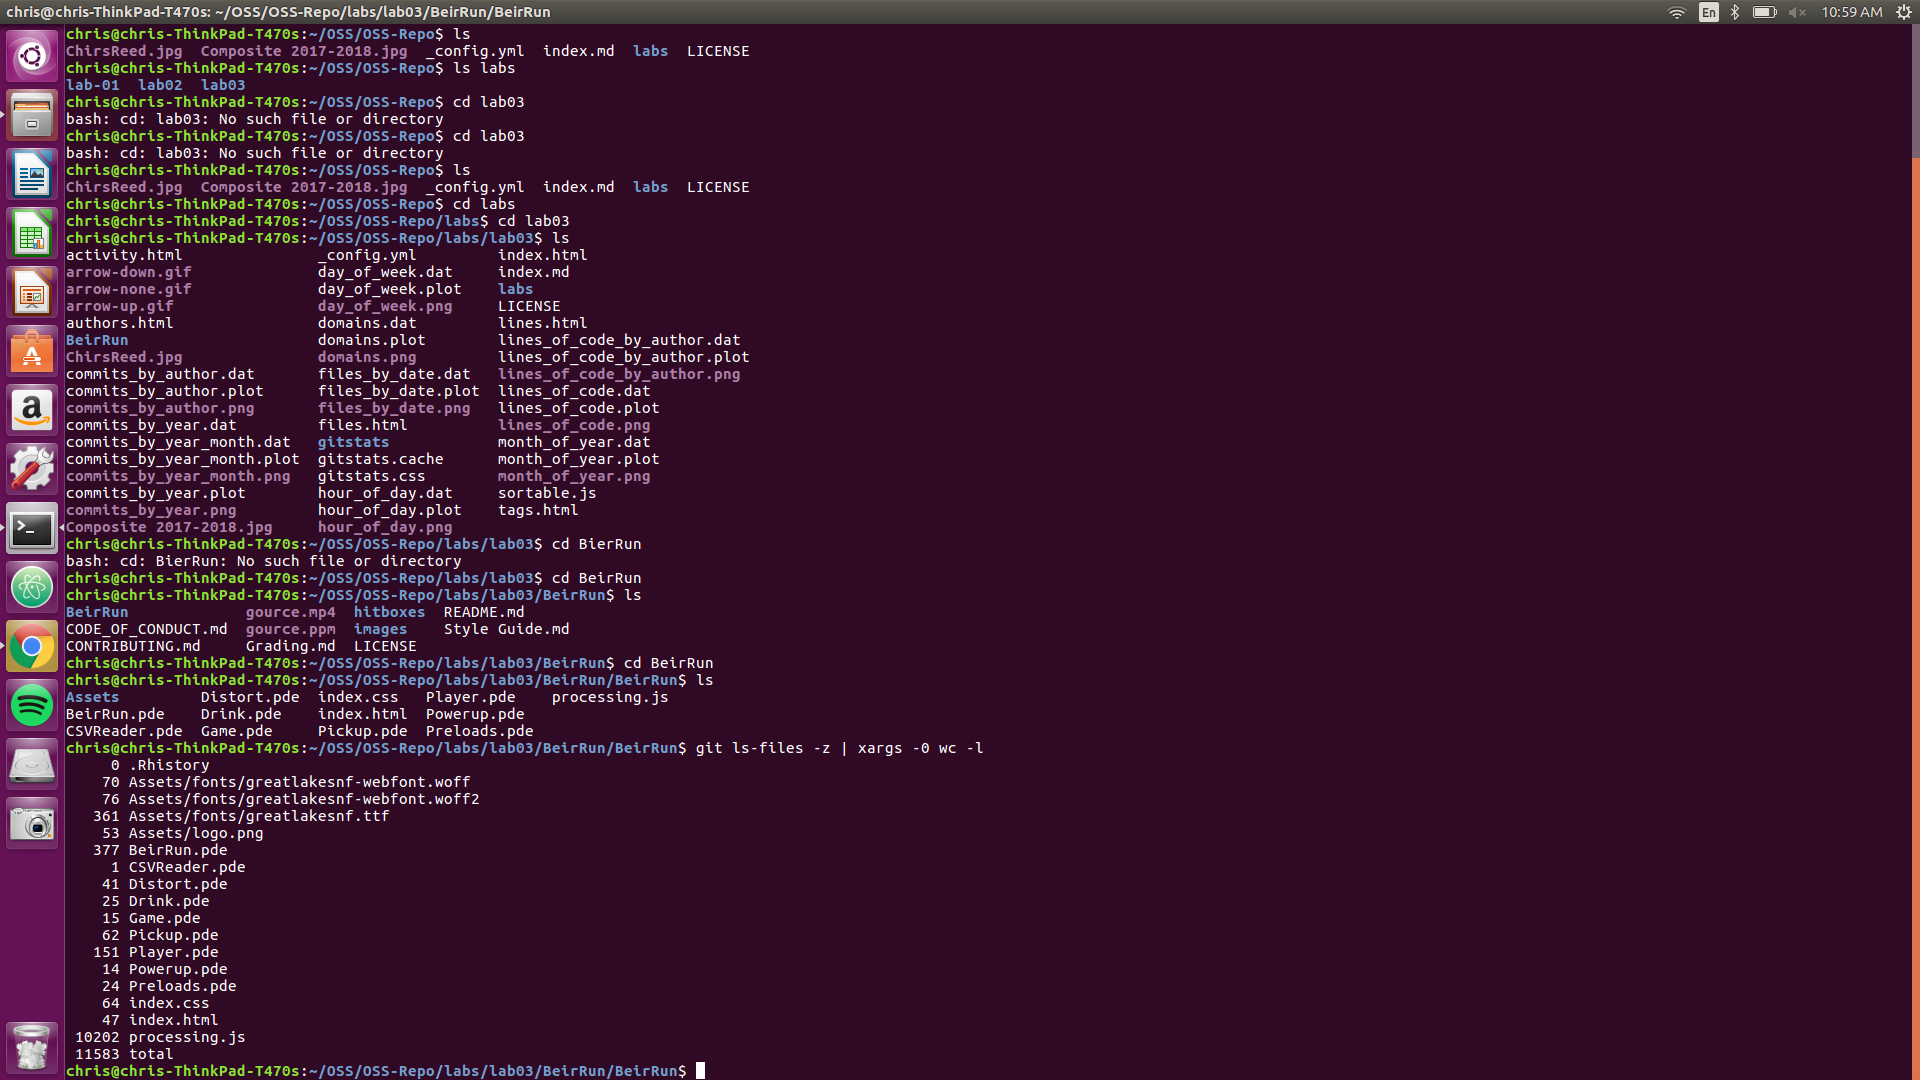 chris@chris-ThinkPad-T470s: ~/OSS/OSS-Repo/labs/lab03/BeirRun/BeirRun
En
10:59 AM
chris@chris-ThinkPad-T470s:~/OSS/OSS-Repo$ ls
ChirsReed.jpg  Composite 2017-2018.jpg  _config.yml  index.md  labs  LICENSE
chris@chris-ThinkPad-T470s:~/OSS/OSS-Repo$ ls labs
lab-01  lab02  lab03
chris@chris-ThinkPad-T470s:~/OSS/OSS-Repo$ cd lab03
bash: cd: lab03: No such file or directory
chris@chris-ThinkPad-T470s:~/OSS/OSS-Repo$ cd lab03
bash: cd: lab03: No such file or directory
chris@chris-ThinkPad-T470s:~/OSS/OSS-Repo$ ls
ChirsReed.jpg  Composite 2017-2018.jpg  _config.yml  index.md  labs  LICENSE
chris@chris-ThinkPad-T470s:~/OSS/OSS-Repo$ cd labs
chris@chris-ThinkPad-T470s:~/OSS/OSS-Repo/labs$ cd lab03
chris@chris-ThinkPad-T470s:~/OSS/OSS-Repo/labs/lab03$ ls
activity.html               _config.yml         index.html
arrow-down.gif              day_of_week.dat     index.md
arrow-none.gif              day_of_week.plot    labs
arrow-up.gif                day_of_week.png     LICENSE
authors.html                domains.dat         lines.html
BeirRun                     domains.plot        lines_of_code_by_author.dat
ChirsReed.jpg               domains.png         lines_of_code_by_author.plot
commits_by_author.dat       files_by_date.dat   lines_of_code_by_author.png
commits_by_author.plot      files_by_date.plot  lines_of_code.dat
commits_by_author.png       files_by_date.png   lines_of_code.plot
commits_by_year.dat         files.html          lines_of_code.png
commits_by_year_month.dat   gitstats            month_of_year.dat
commits_by_year_month.plot  gitstats.cache      month_of_year.plot
commits_by_year_month.png   gitstats.css        month_of_year.png
commits_by_year.plot        hour_of_day.dat     sortable.js
commits_by_year.png         hour_of_day.plot    tags.html
Composite 2017-2018.jpg     hour_of_day.png
chris@chris-ThinkPad-T470s:~/OSS/OSS-Repo/labs/lab03$ cd BierRun
bash: cd: BierRun: No such file or directory
chris@chris-ThinkPad-T470s:~/OSS/OSS-Repo/labs/lab03$ cd BeirRun
chris@chris-ThinkPad-T470s:~/OSS/OSS-Repo/labs/lab03/BeirRun$ ls
BeirRun             gource.mp4  hitboxes  README.md
CODE_OF_CONDUCT.md  gource.ppm  images    Style Guide.md
CONTRIBUTING.md     Grading.md  LICENSE
chris@chris-ThinkPad-T470s:~/OSS/OSS-Repo/labs/lab03/BeirRun$ cd BeirRun
chris@chris-ThinkPad-T470s:~/OSS/OSS-Repo/labs/lab03/BeirRun/BeirRun$ ls
Assets         Distort.pde  index.css   Player.pde    processing.js
BeirRun.pde    Drink.pde    index.html  Powerup.pde
CSVReader.pde  Game.pde     Pickup.pde  Preloads.pde
chris@chris-ThinkPad-T470s:~/OSS/OSS-Repo/labs/lab03/BeirRun/BeirRun$ git ls-files -z | xargs -0 wc -l
     0 .Rhistory
    70 Assets/fonts/greatlakesnf-webfont.woff
    76 Assets/fonts/greatlakesnf-webfont.woff2
   361 Assets/fonts/greatlakesnf.ttf
    53 Assets/logo.png
   377 BeirRun.pde
     1 CSVReader.pde
    41 Distort.pde
    25 Drink.pde
    15 Game.pde
    62 Pickup.pde
   151 Player.pde
    14 Powerup.pde
    24 Preloads.pde
    64 index.css
    47 index.html
 10202 processing.js
 11583 total
chris@chris-ThinkPad-T470s:~/OSS/OSS-Repo/labs/lab03/BeirRun/BeirRun$